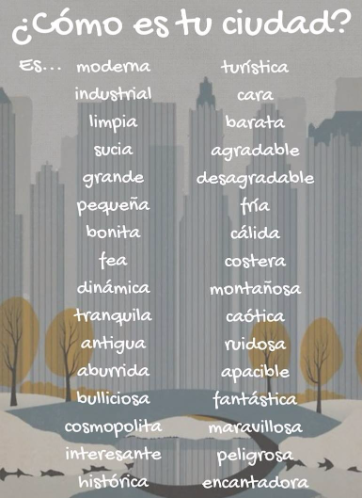 ¿Cómo es tu ciudad?
Es... moderna turística
industrial cara
limpia barata
sucia agradable
grande desagradable
pequeña fría
bonita cálida
fea costera
dinámica montañosa
tranquila caótica
antigua ruidosa
aburrida apacible
bulliciosa fantástica
cosmopolita maravillosa
interesante peligrosa
histórica encantadora